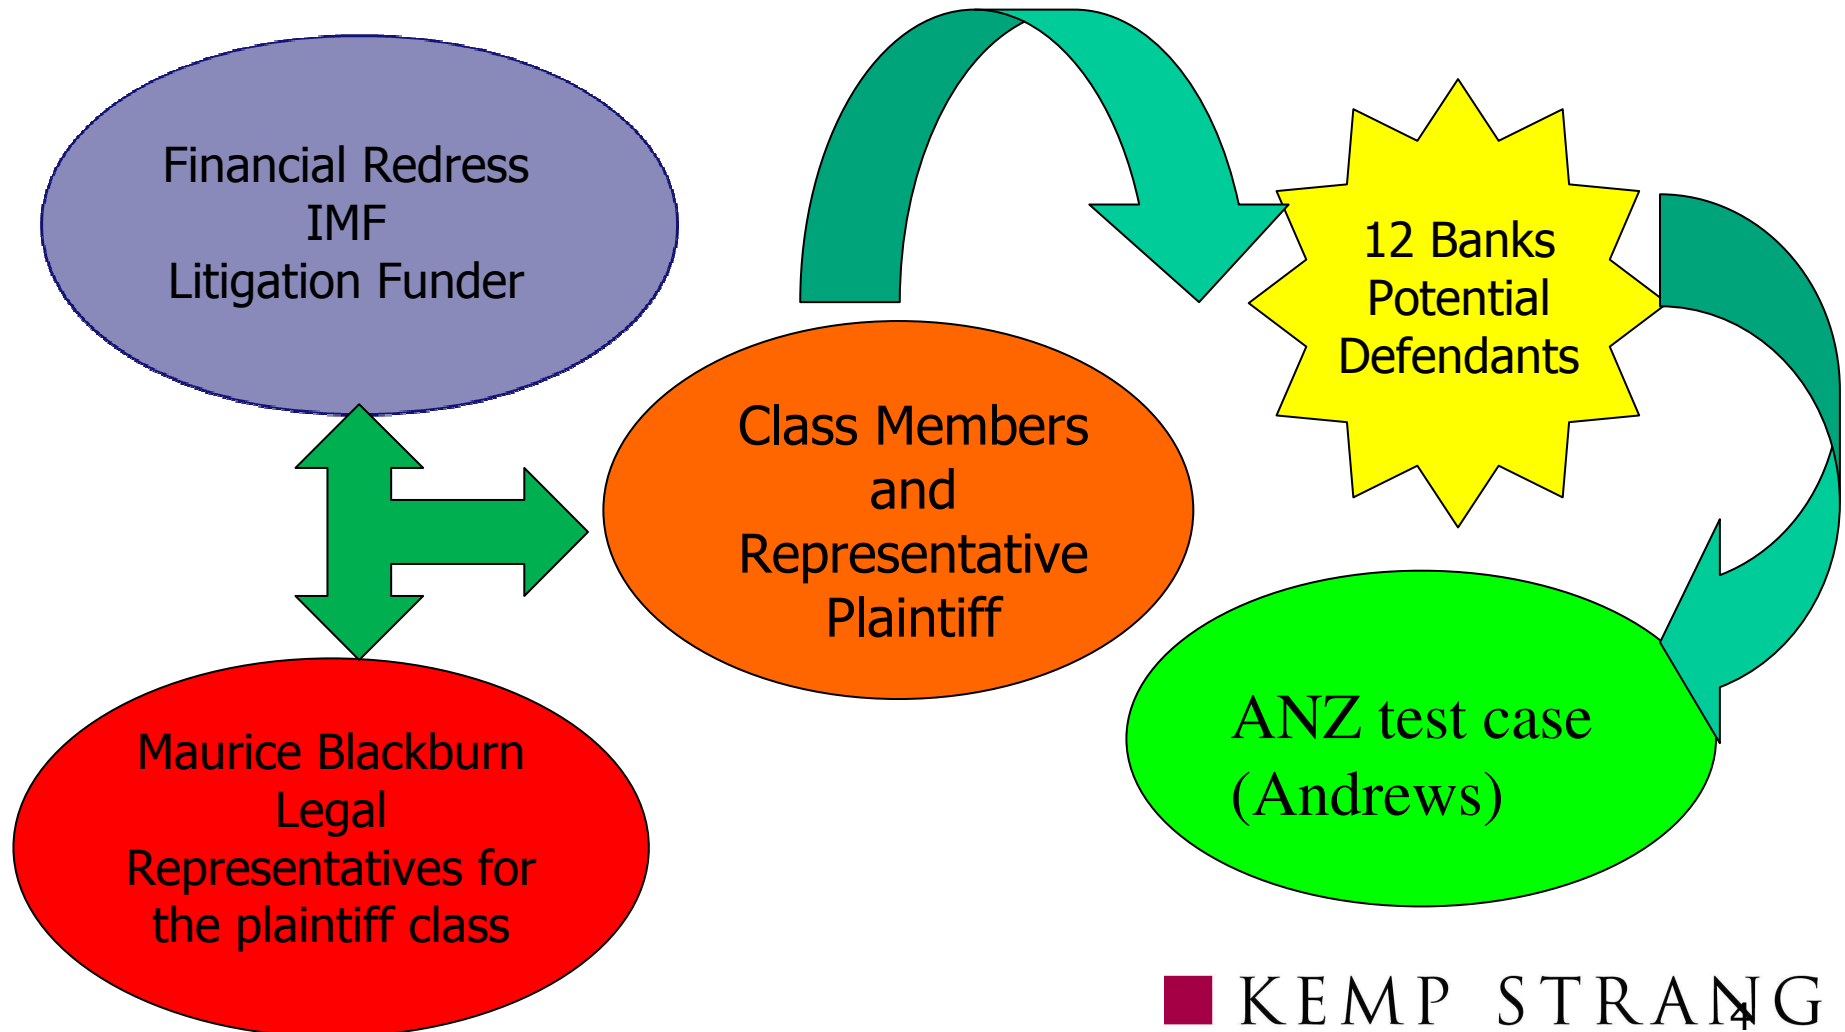 Financial Redress
IMF
Litigation Funder
Class Members
and
Representative
Plaintiff
12 Banks
Potential
Defendants
Maurice Blackburn
Legal
Representatives for
the plaintiff class
ANZ test case
(Andrews)
KEMP STRANG
4